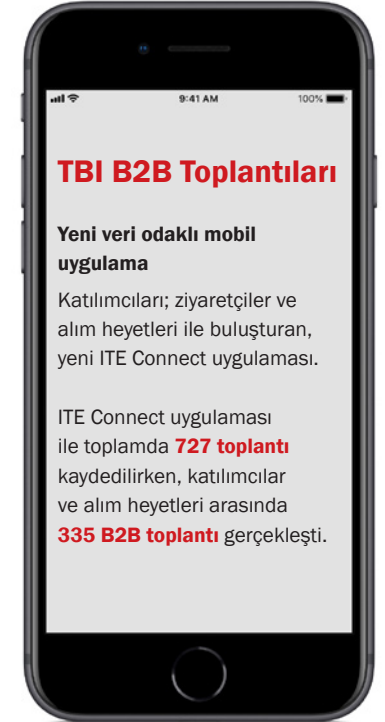 9:41 AM
100%
TBI B2B Toplantıları
Yeni veri odaklı mobil
uygulama
Katılımcıları; ziyaretçiler ve
alım heyetleri ile buluşturan,
yeni ITE Connect uygulaması.
ITE Connect uygulaması
ile toplamda 727 toplantı
kaydedilirken, katılımcılar
ve alım heyetleri arasında
335 B2B toplantı gerçekleşti.